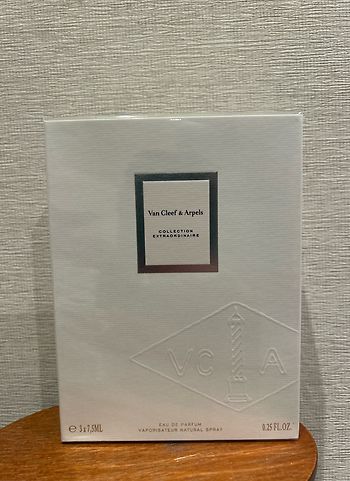 Van Cleef & Arpels
COLLECTION
EXTRAORDINAIRE
VC A
EAU DE PARFUM
℮ 3 x 7,5ML VAPORISATEUR NATURAL SPRAY 0.25 FL.OZ.